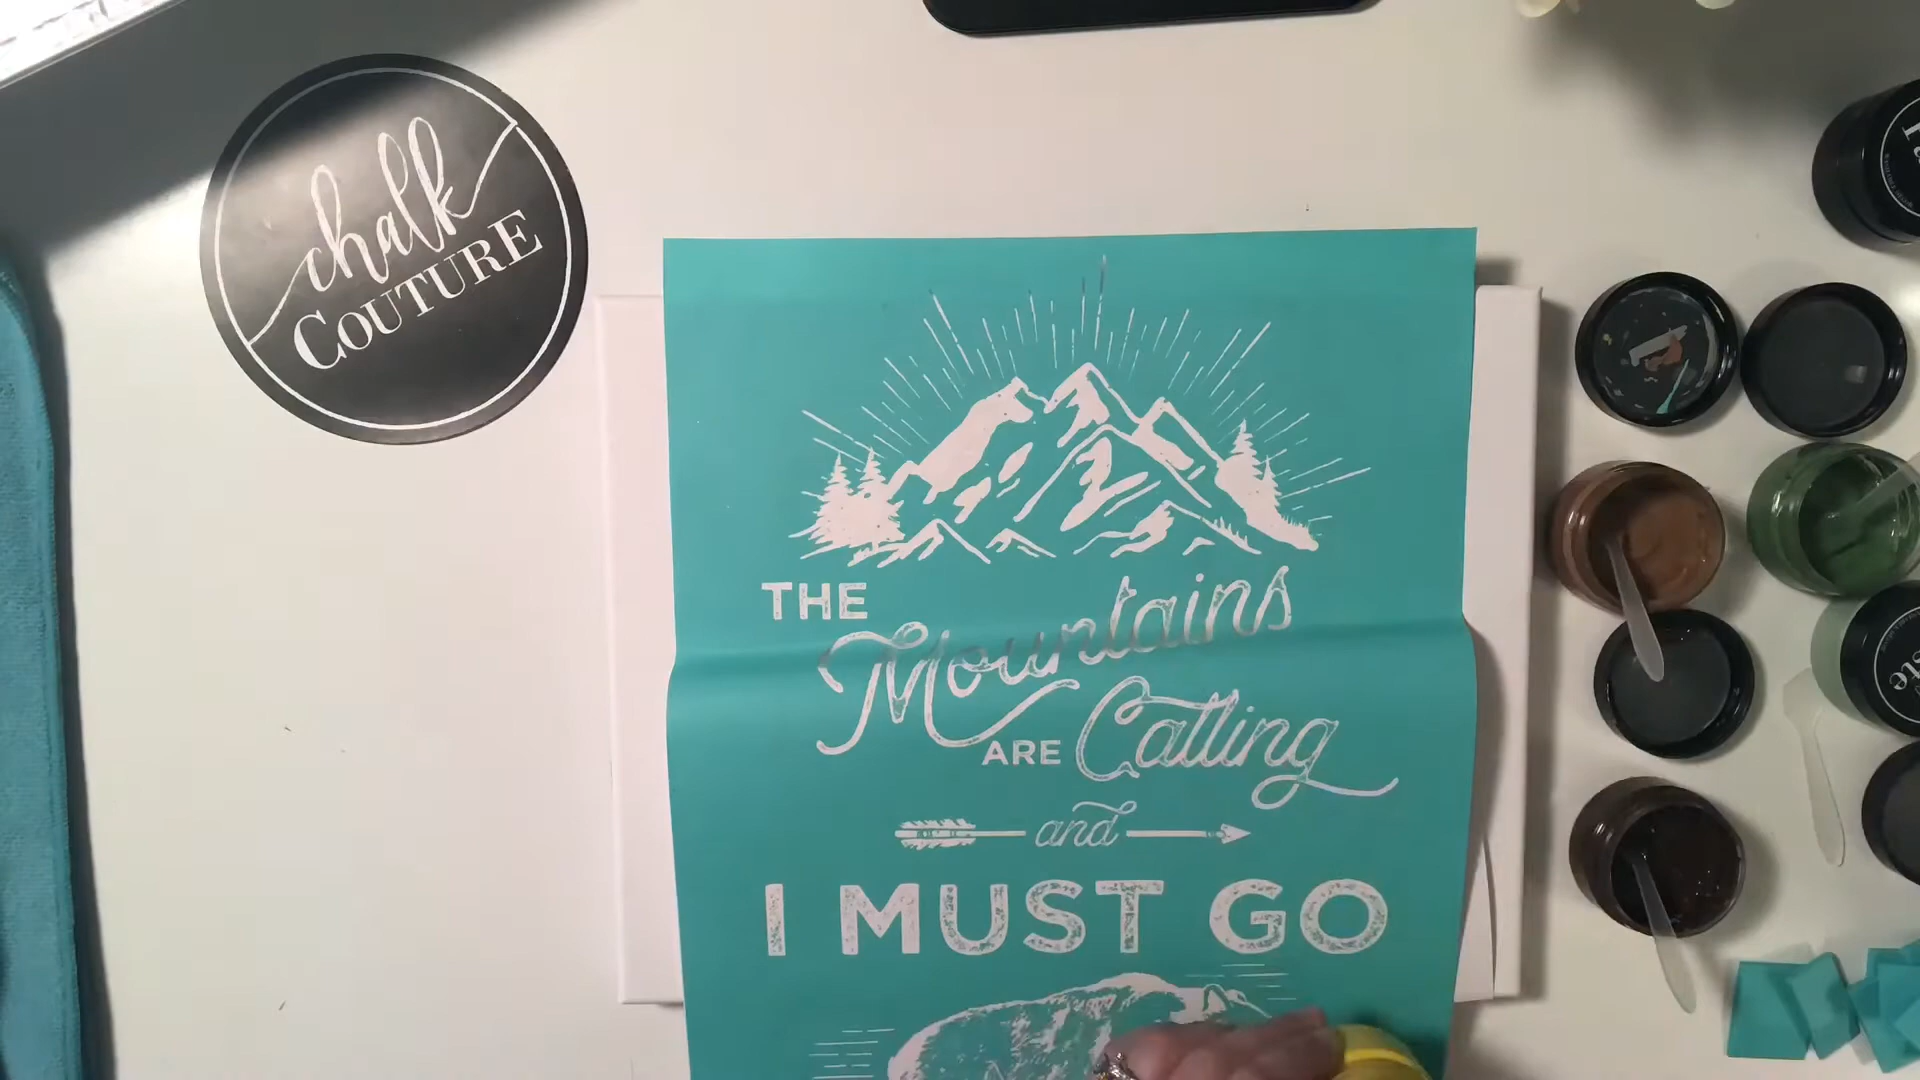 chalk
COUTURE
THE
Mountains
ARE Calling
and
I MUST GO